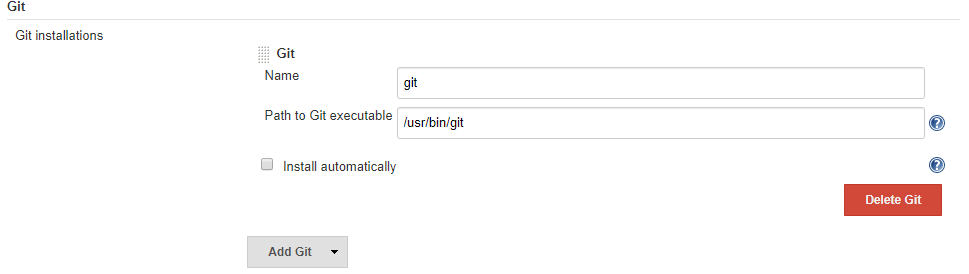 Git
Git installations
Git
Name
git
Path to Git executable
/usr/bin/git
?
Install automatically
?
Delete Git
Add Git